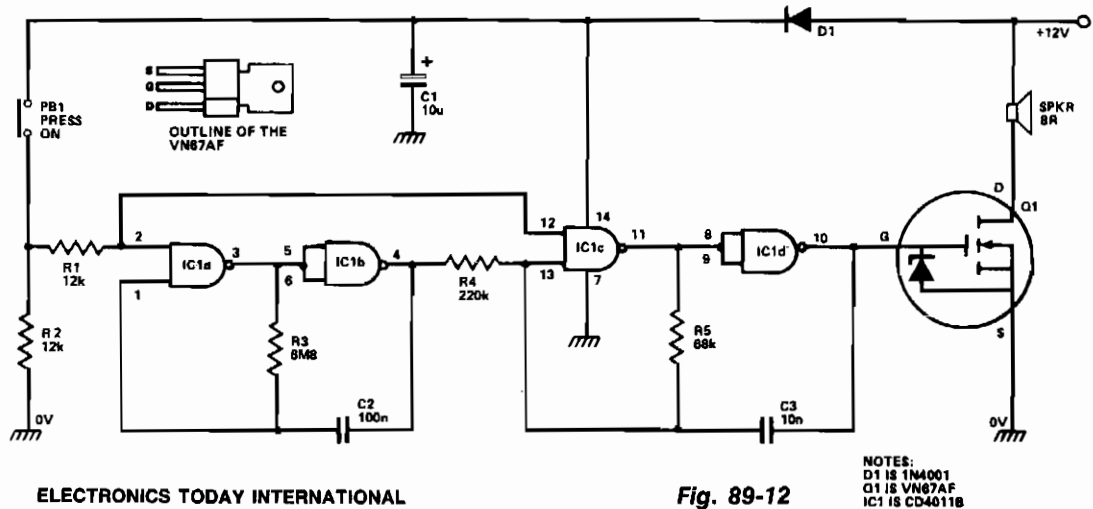 +12V
D1
+
C1
10u
PB1
PRESS
ON
S
G
D
OUTLINE OF THE
VN67AF
SPKR
8R
D
Q1
G
S
0V
R1
12k
R2
12k
0V
2
1
IC1a
3
5
6
IC1b
4
R4
220k
12
13
14
IC1c
7
11
8
9
IC1d
10
R3
6M8
C2
100n
R5
68k
C3
10n
NOTES:
D1 IS 1N4001
Q1 IS VN67AF
IC1 IS CD4011B
ELECTRONICS TODAY INTERNATIONAL
Fig. 89-12